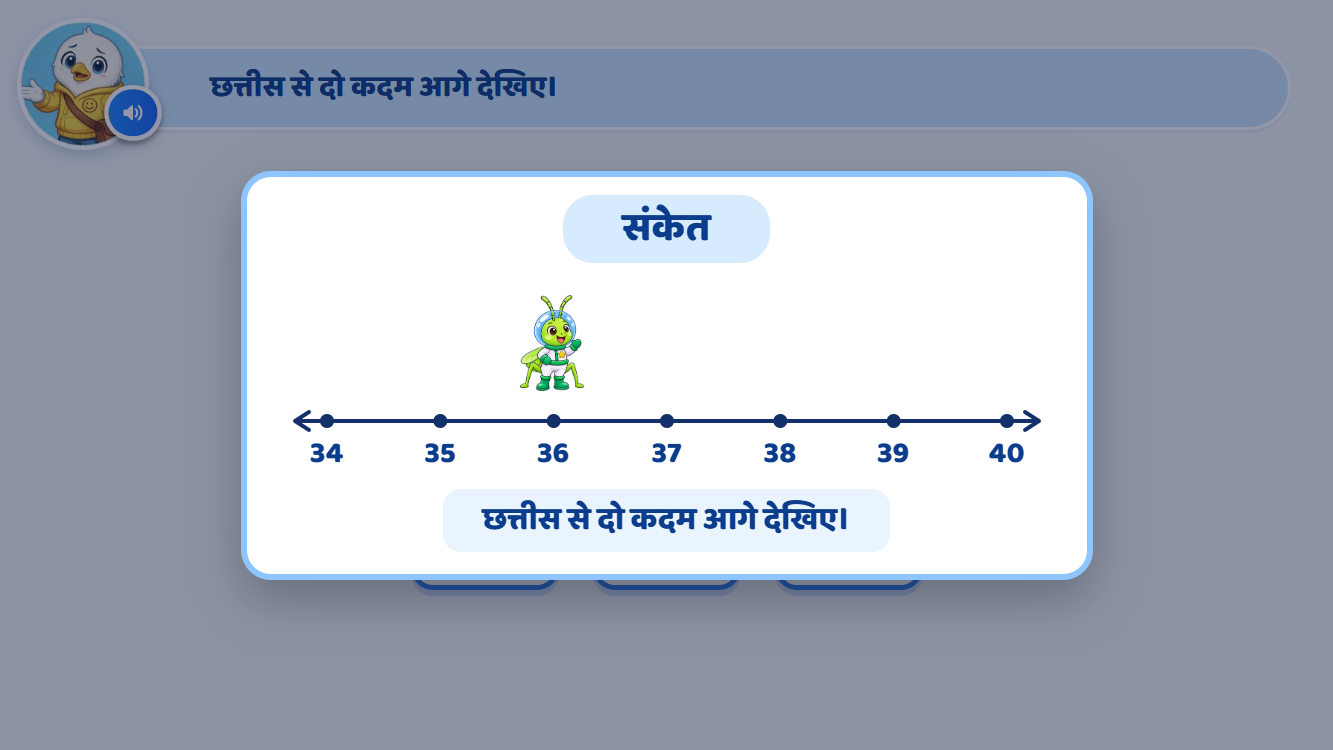 छत्तीस से दो कदम आगे देखिए।
संकेत
34 35 36 37 38 39 40
छत्तीस से दो कदम आगे देखिए।